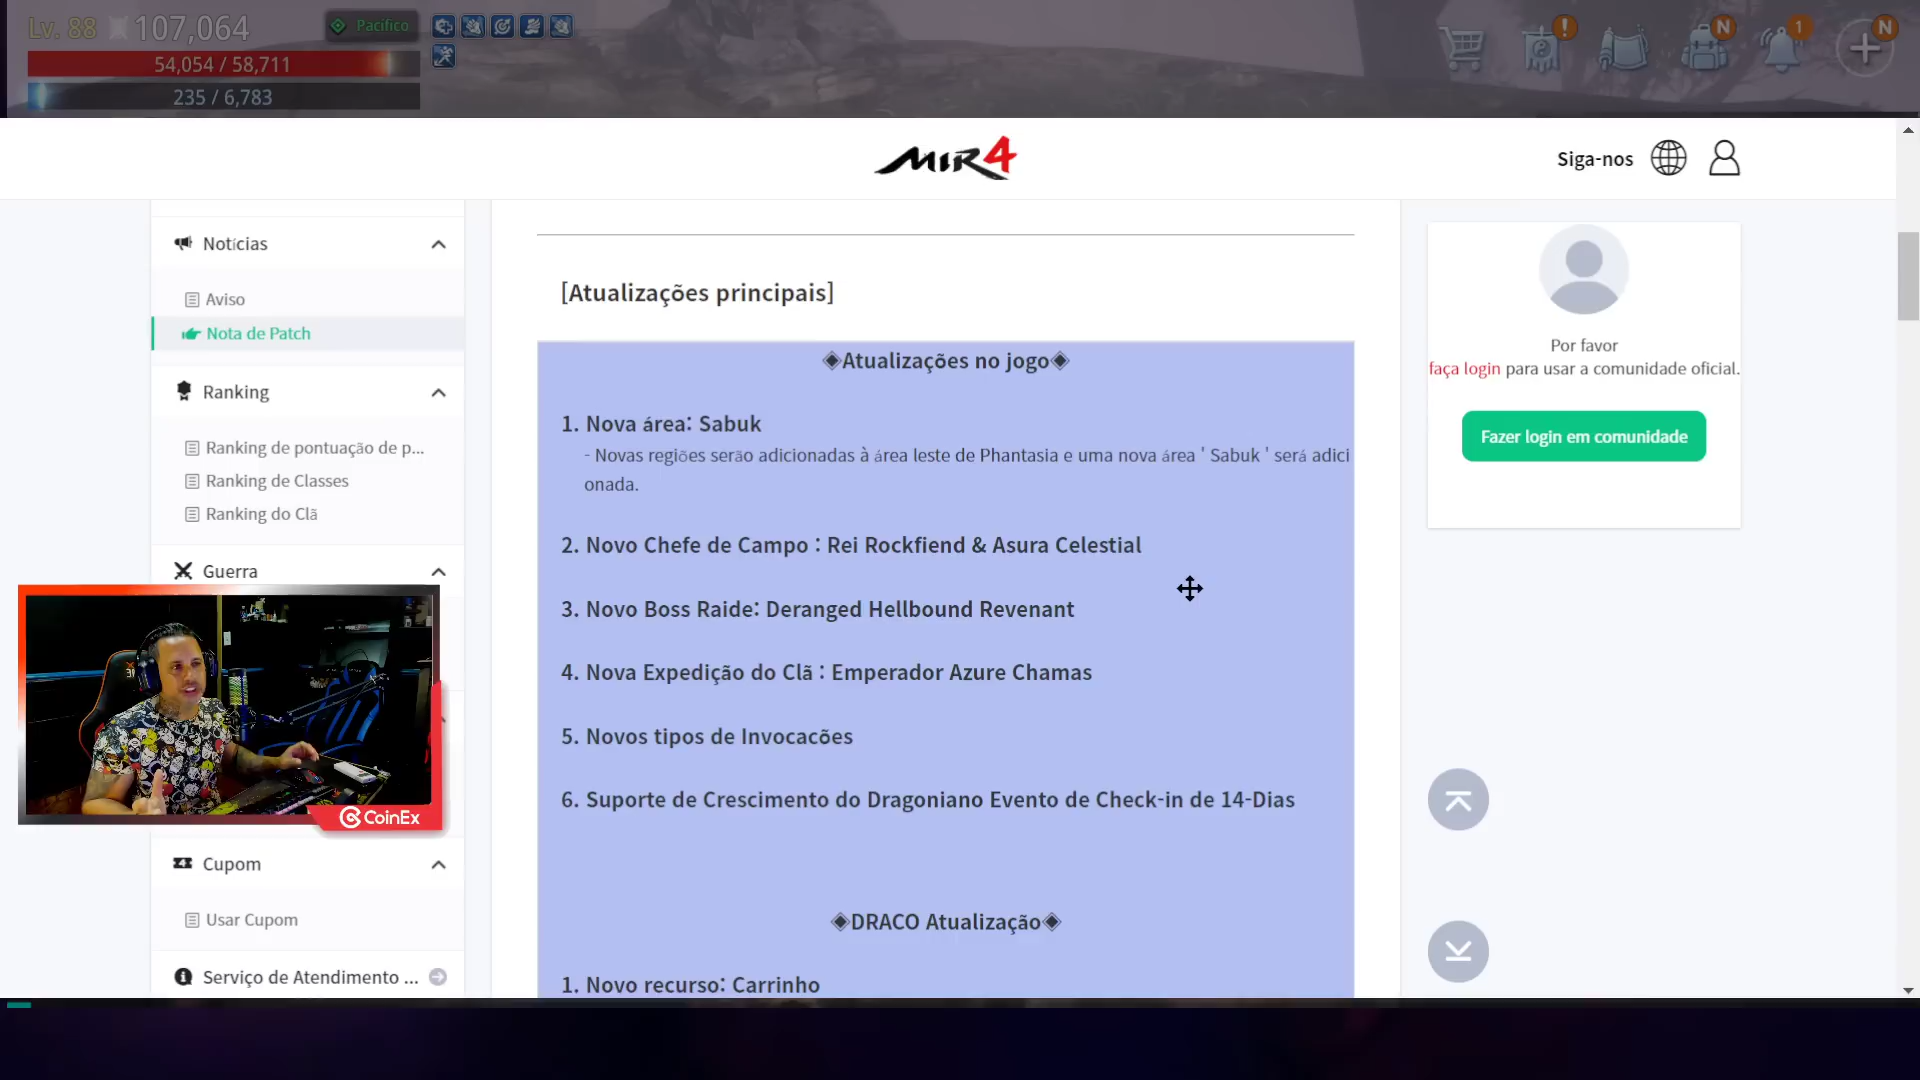 Lv. 88 107,064
Pacífico
54,054 / 58,711
235 / 6,783
!
N
1
N
MIR4
Siga-nos
Notícias
Aviso
Nota de Patch
Ranking
Ranking de pontuação de p...
Ranking de Classes
Ranking do Clã
Guerra
CoinEx
Cupom
Usar Cupom
Serviço de Atendimento ...
[Atualizações principais]
◈Atualizações no jogo◈
1. Nova área: Sabuk
- Novas regiões serão adicionadas à área leste de Phantasia e uma nova área ' Sabuk ' será adici
onada.
2. Novo Chefe de Campo : Rei Rockfiend & Asura Celestial
3. Novo Boss Raide: Deranged Hellbound Revenant
4. Nova Expedição do Clã : Emperador Azure Chamas
5. Novos tipos de Invocacões
6. Suporte de Crescimento do Dragoniano Evento de Check-in de 14-Dias
◈DRACO Atualização◈
1. Novo recurso: Carrinho
Por favor
faça login para usar a comunidade oficial.
Fazer login em comunidade